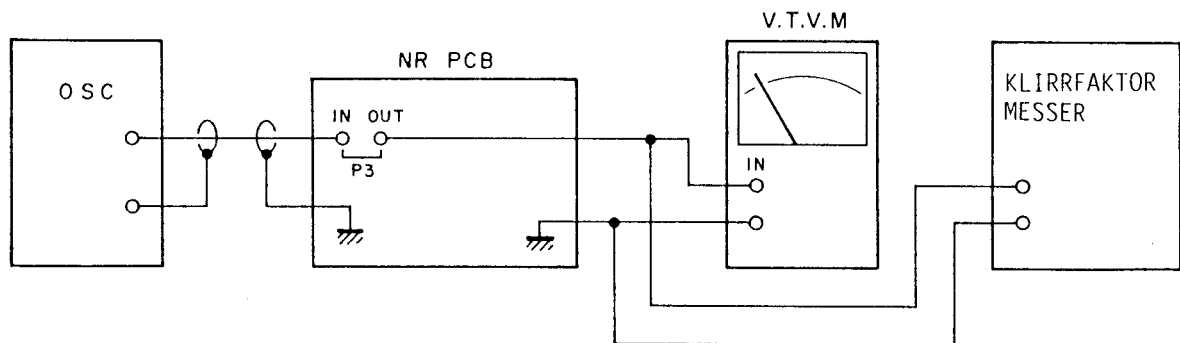 OSC
NR PCB
IN OUT
P3
V.T.V.M
IN
KLIRRFAKTOR
MESSER